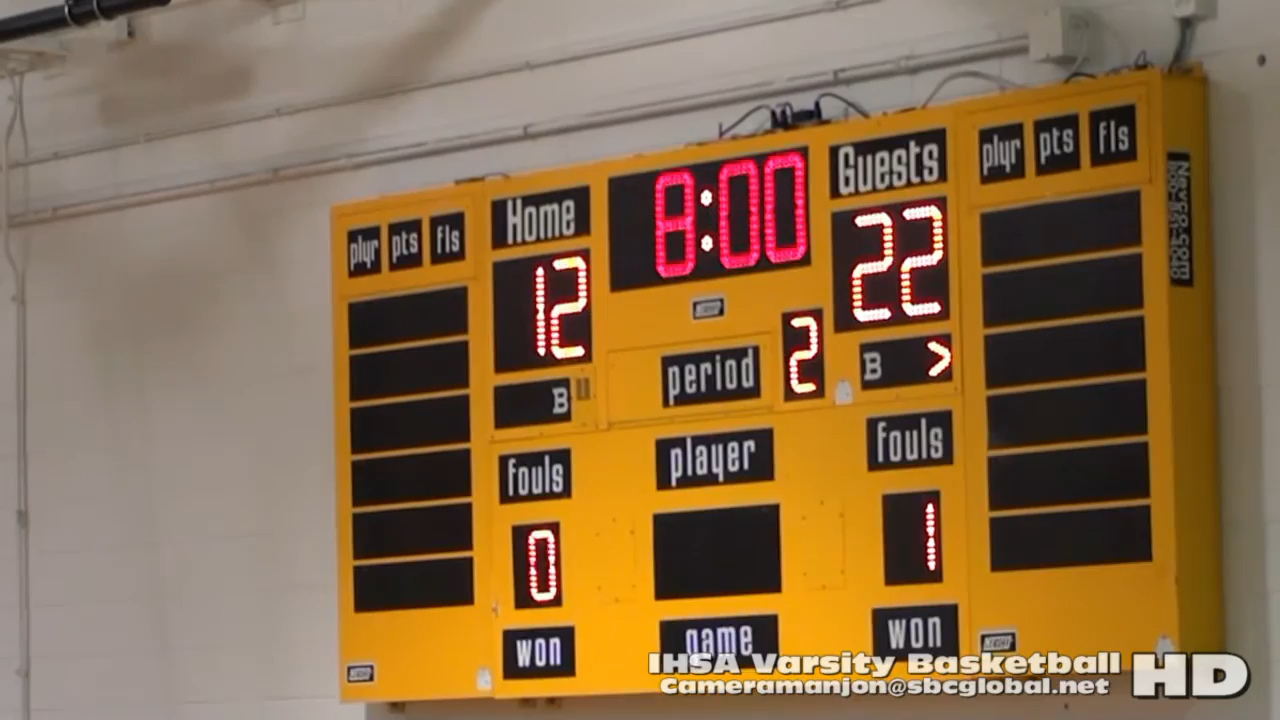 plyr pts fls
Home
8:00
Guests
plyr pts fls
12
22
period 2
B
B >
fouls
player
fouls
0
1
won
game
won
IHSA Varsity Basketball
Cameramanjon@sbcglobal.net
HD